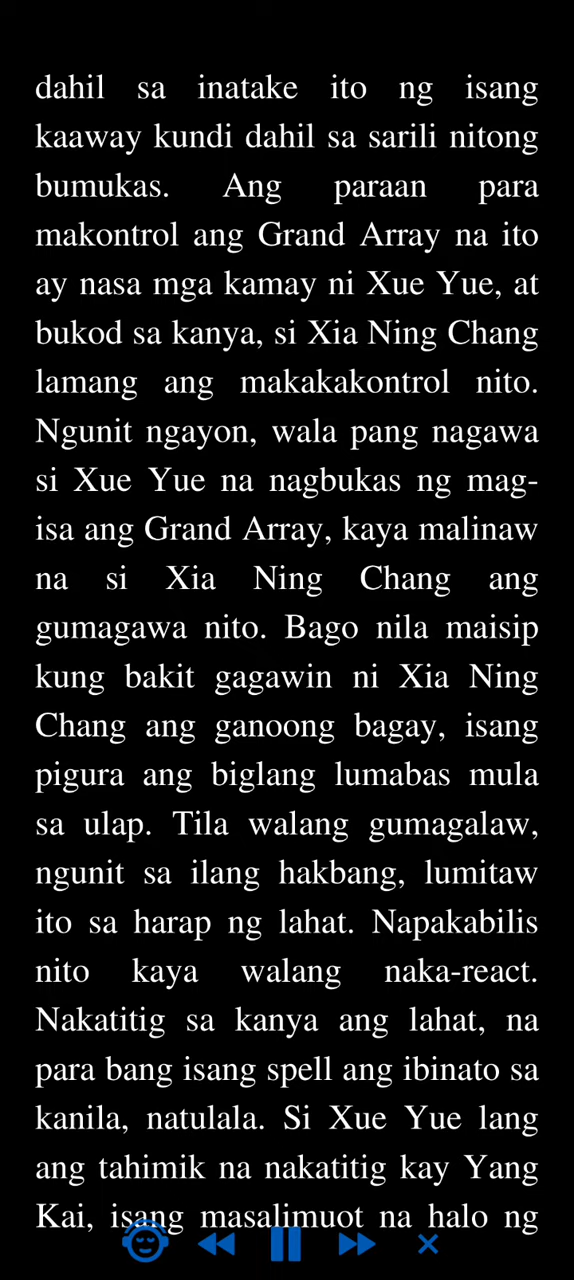 dahil sa inatake ito ng isang
kaaway kundi dahil sa sarili nitong
bumukas. Ang paraan para
makontrol ang Grand Array na ito
ay nasa mga kamay ni Xue Yue, at
bukod sa kanya, si Xia Ning Chang
lamang ang makakakontrol nito.
Ngunit ngayon, wala pang nagawa
si Xue Yue na nagbukas ng mag-
isa ang Grand Array, kaya malinaw
na si Xia Ning Chang ang
gumagawa nito. Bago nila maisip
kung bakit gagawin ni Xia Ning
Chang ang ganoong bagay, isang
pigura ang biglang lumabas mula
sa ulap. Tila walang gumagalaw,
ngunit sa ilang hakbang, lumitaw
ito sa harap ng lahat. Napakabilis
nito kaya walang naka-react.
Nakatitig sa kanya ang lahat, na
para bang isang spell ang ibinato sa
kanila, natulala. Si Xue Yue lang
ang tahimik na nakatitig kay Yang
Kai, isang masalimuot na halo ng